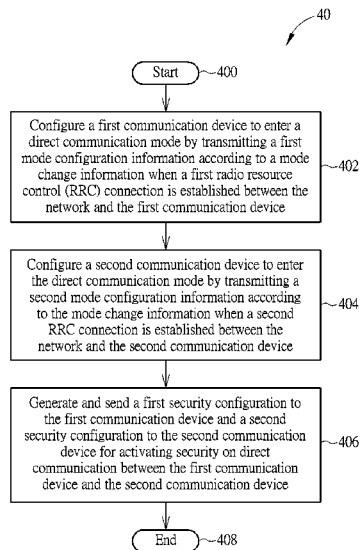 40
Start
400
Configure a first communication device to enter a
direct communication mode by transmitting a first
mode configuration information according to a mode
change information when a first radio resource
control (RRC) connection is established between the
network and the first communication device
402
Configure a second communication device to enter
the direct communication mode by transmitting a
second mode configuration information according
to the mode change information when a second
RRC connection is established between the
network and the second communication device
404
Generate and send a first security configuration to
the first communication device and a second
security configuration to the second communication
device for activating security on direct
communication between the first communication
device and the second communication device
406
End
408